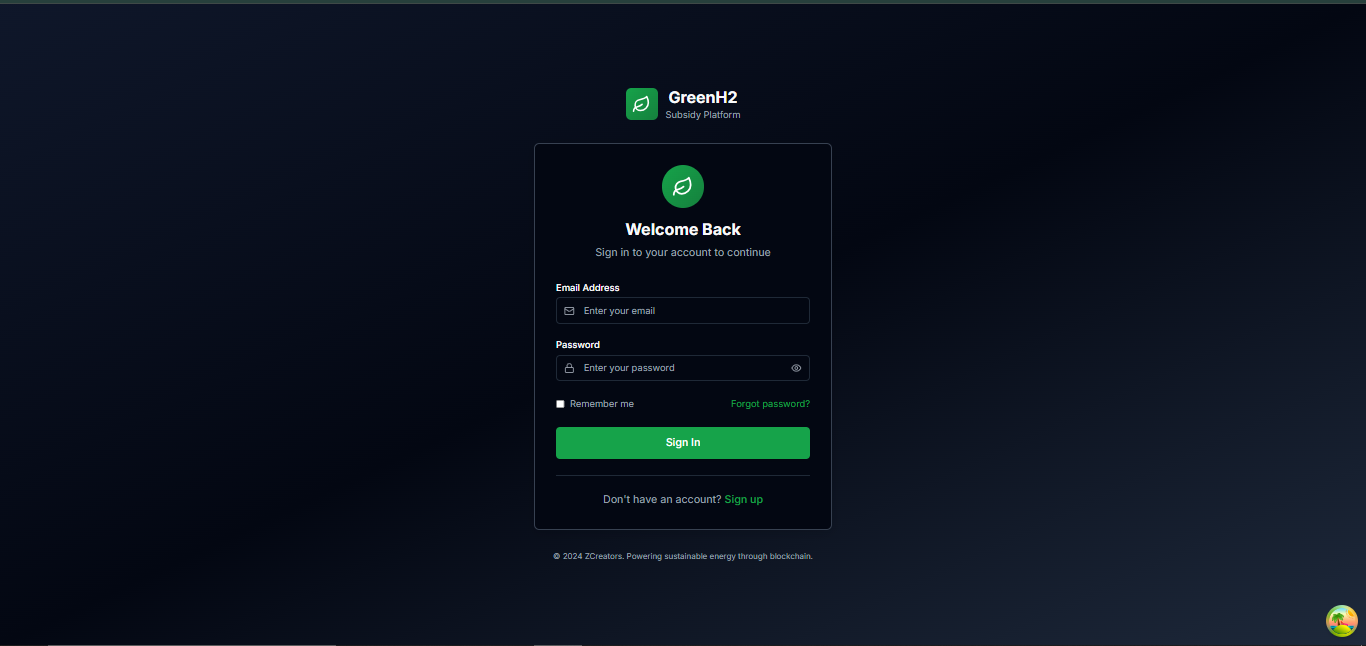 GreenH2
Subsidy Platform
Welcome Back
Sign in to your account to continue
Email Address
Enter your email
Password
Enter your password
Remember me Forgot password?
Sign In
Don't have an account? Sign up
© 2024 ZCreators. Powering sustainable energy through blockchain.